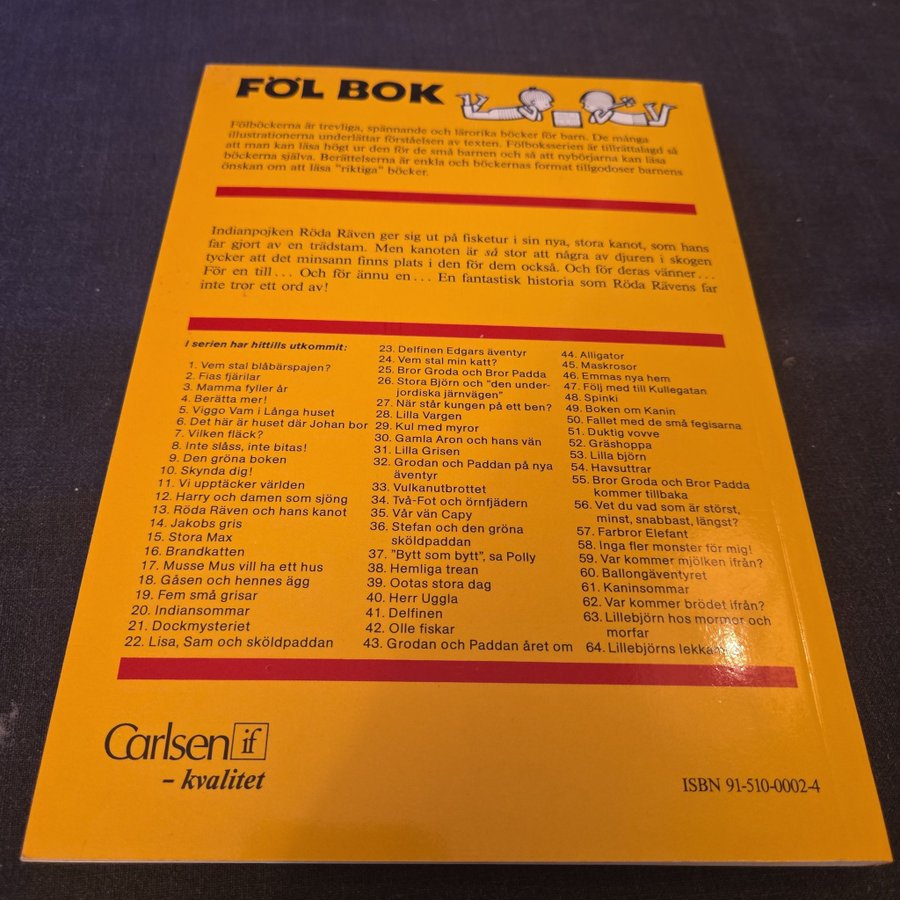 FÖL BOK
Fölböckerna är trevliga, spännande och lärorika böcker för barn. De många
illustrationerna underlättar förståelsen av texten. Fölboksserien är tillrättalagd så
att man kan läsa högt ur den för de små barnen och så att nybörjarna kan läsa
böckerna själva. Berättelserna är enkla och böckernas format tillgodoser barnens
önskan om att läsa "riktiga" böcker.
Indianpojken Röda Räven ger sig ut på fisketur i sin nya, stora kanot, som hans
far gjort av en trädstam. Men kanoten är så stor att några av djuren i skogen
tycker att det minsann finns plats i den för dem också. Och för deras vänner...
För en till... Och för ännu en... En fantastisk historia som Röda Rävens far
inte tror ett ord av!
I serien har hittills utkommit:
1. Vem stal blåbärspajen?
2. Fias fjärilar
3. Mamma fyller år
4. Berätta mer!
5. Viggo Vam i Långa huset
6. Det här är huset där Johan bor
7. Vilken fläck?
8. Inte slåss, inte bitas!
9. Den gröna boken
10. Skynda dig!
11. Vi upptäcker världen
12. Harry och damen som sjöng
13. Röda Räven och hans kanot
14. Jakobs gris
15. Stora Max
16. Brandkatten
17. Musse Mus vill ha ett hus
18. Gåsen och hennes ägg
19. Fem små grisar
20. Indiansommar
21. Dockmysteriet
22. Lisa, Sam och sköldpaddan
23. Delfinen Edgars äventyr
24. Vem stal min katt?
25. Bror Groda och Bror Padda
26. Stora Björn och "den under-
jordiska järnvägen"
27. När står kungen på ett ben?
28. Lilla Vargen
29. Kul med myror
30. Gamla Aron och hans vän
31. Lilla Grisen
32. Grodan och Paddan på nya
äventyr
33. Vulkanutbrottet
34. Två-Fot och örnfjädern
35. Vår vän Capy
36. Stefan och den gröna
sköldpaddan
37. "Bytt som bytt", sa Polly
38. Hemliga trean
39. Ootas stora dag
40. Herr Uggla
41. Delfinen
42. Olle fiskar
43. Grodan och Paddan året om
44. Alligator
45. Maskrosor
46. Emmas nya hem
47. Följ med till Kullegatan
48. Spinki
49. Boken om Kanin
50. Fallet med de små fegisarna
51. Duktig vovve
52. Gräshoppa
53. Lilla björn
54. Havsuttrar
55. Bror Groda och Bror Padda
kommer tillbaka
56. Vet du vad som är störst,
minst, snabbast, längst?
57. Farbror Elefant
58. Inga fler monster för mig!
59. Var kommer mjölken ifrån?
60. Ballongäventyret
61. Kaninsommar
62. Var kommer brödet ifrån?
63. Lillebjörn hos mormor och
morfar
64. Lillebjörns
Carlsen if
- kvalitet
ISBN 91-510-0002-4